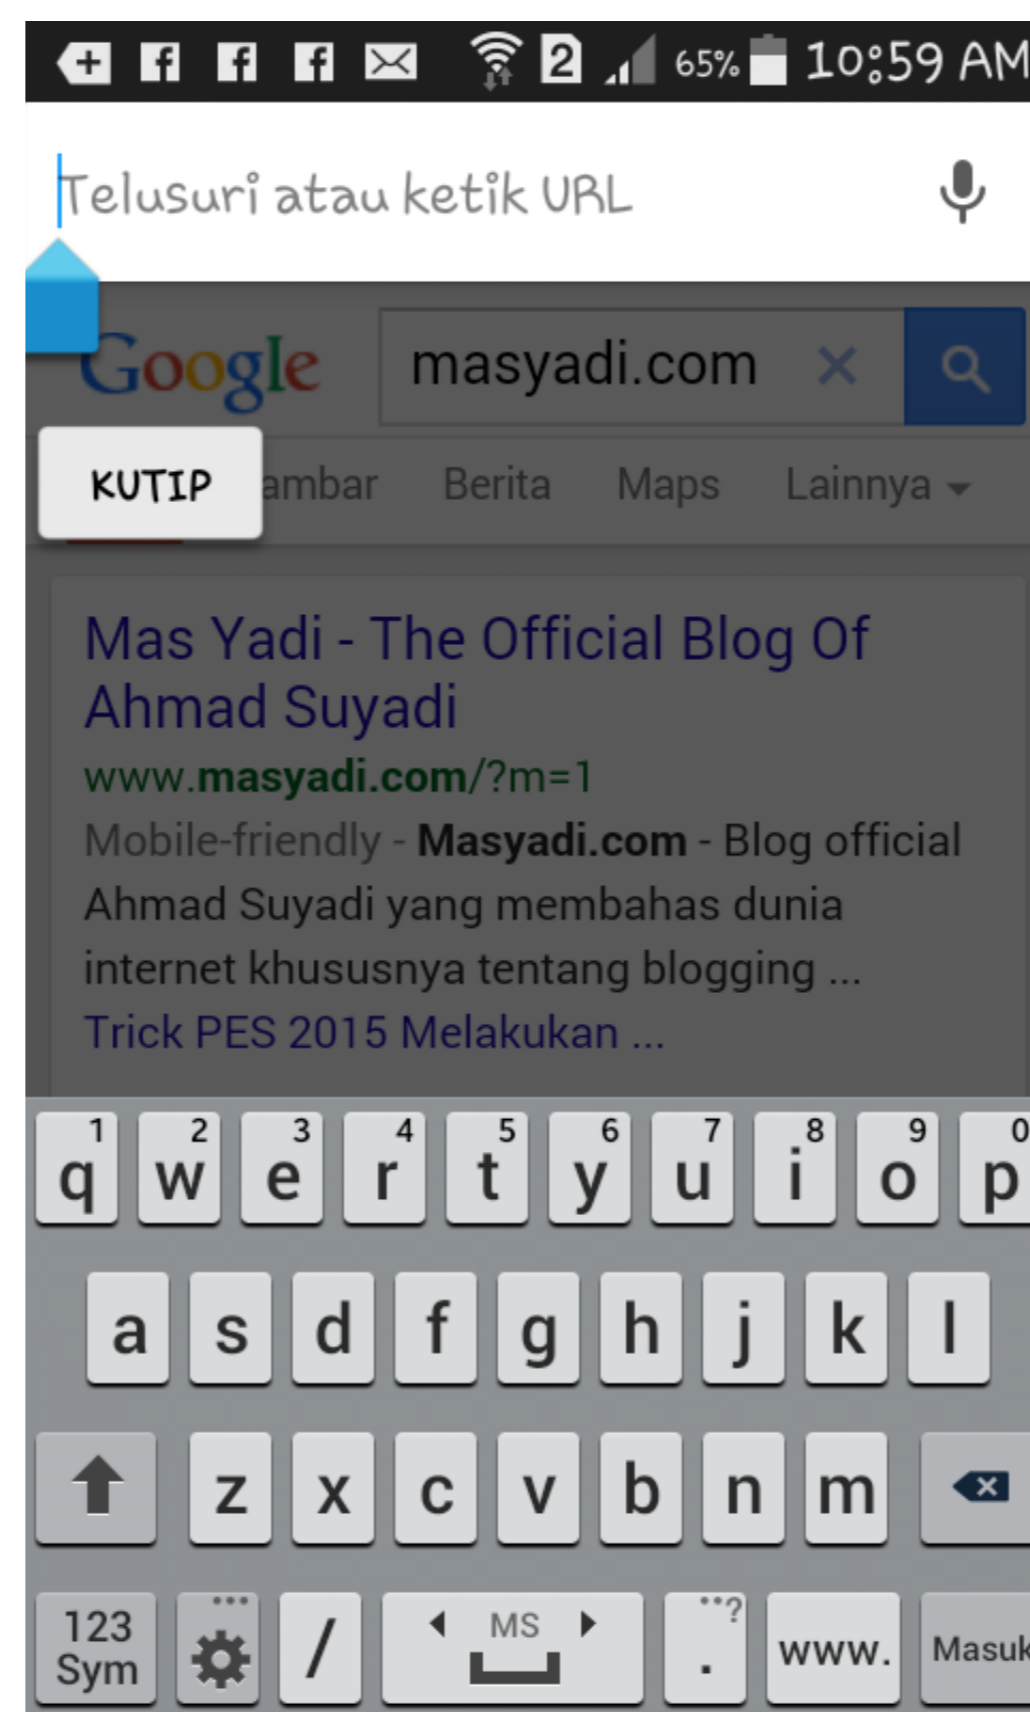 2 65% 10:59 AM
Telusuri atau ketik URL
Google masyadi.com
KUTIP ambar Berita Maps Lainnya
Mas Yadi - The Official Blog Of
Ahmad Suyadi
www.masyadi.com/?m=1
Mobile-friendly - Masyadi.com - Blog official
Ahmad Suyadi yang membahas dunia
internet khususnya tentang blogging ...
Trick PES 2015 Melakukan ...
1 2 3 4 5 6 7 8 9 0
q w e r t y u i o p
a s d f g h j k l
z x c v b n m
123 Sym / MS . ? www. Masuk